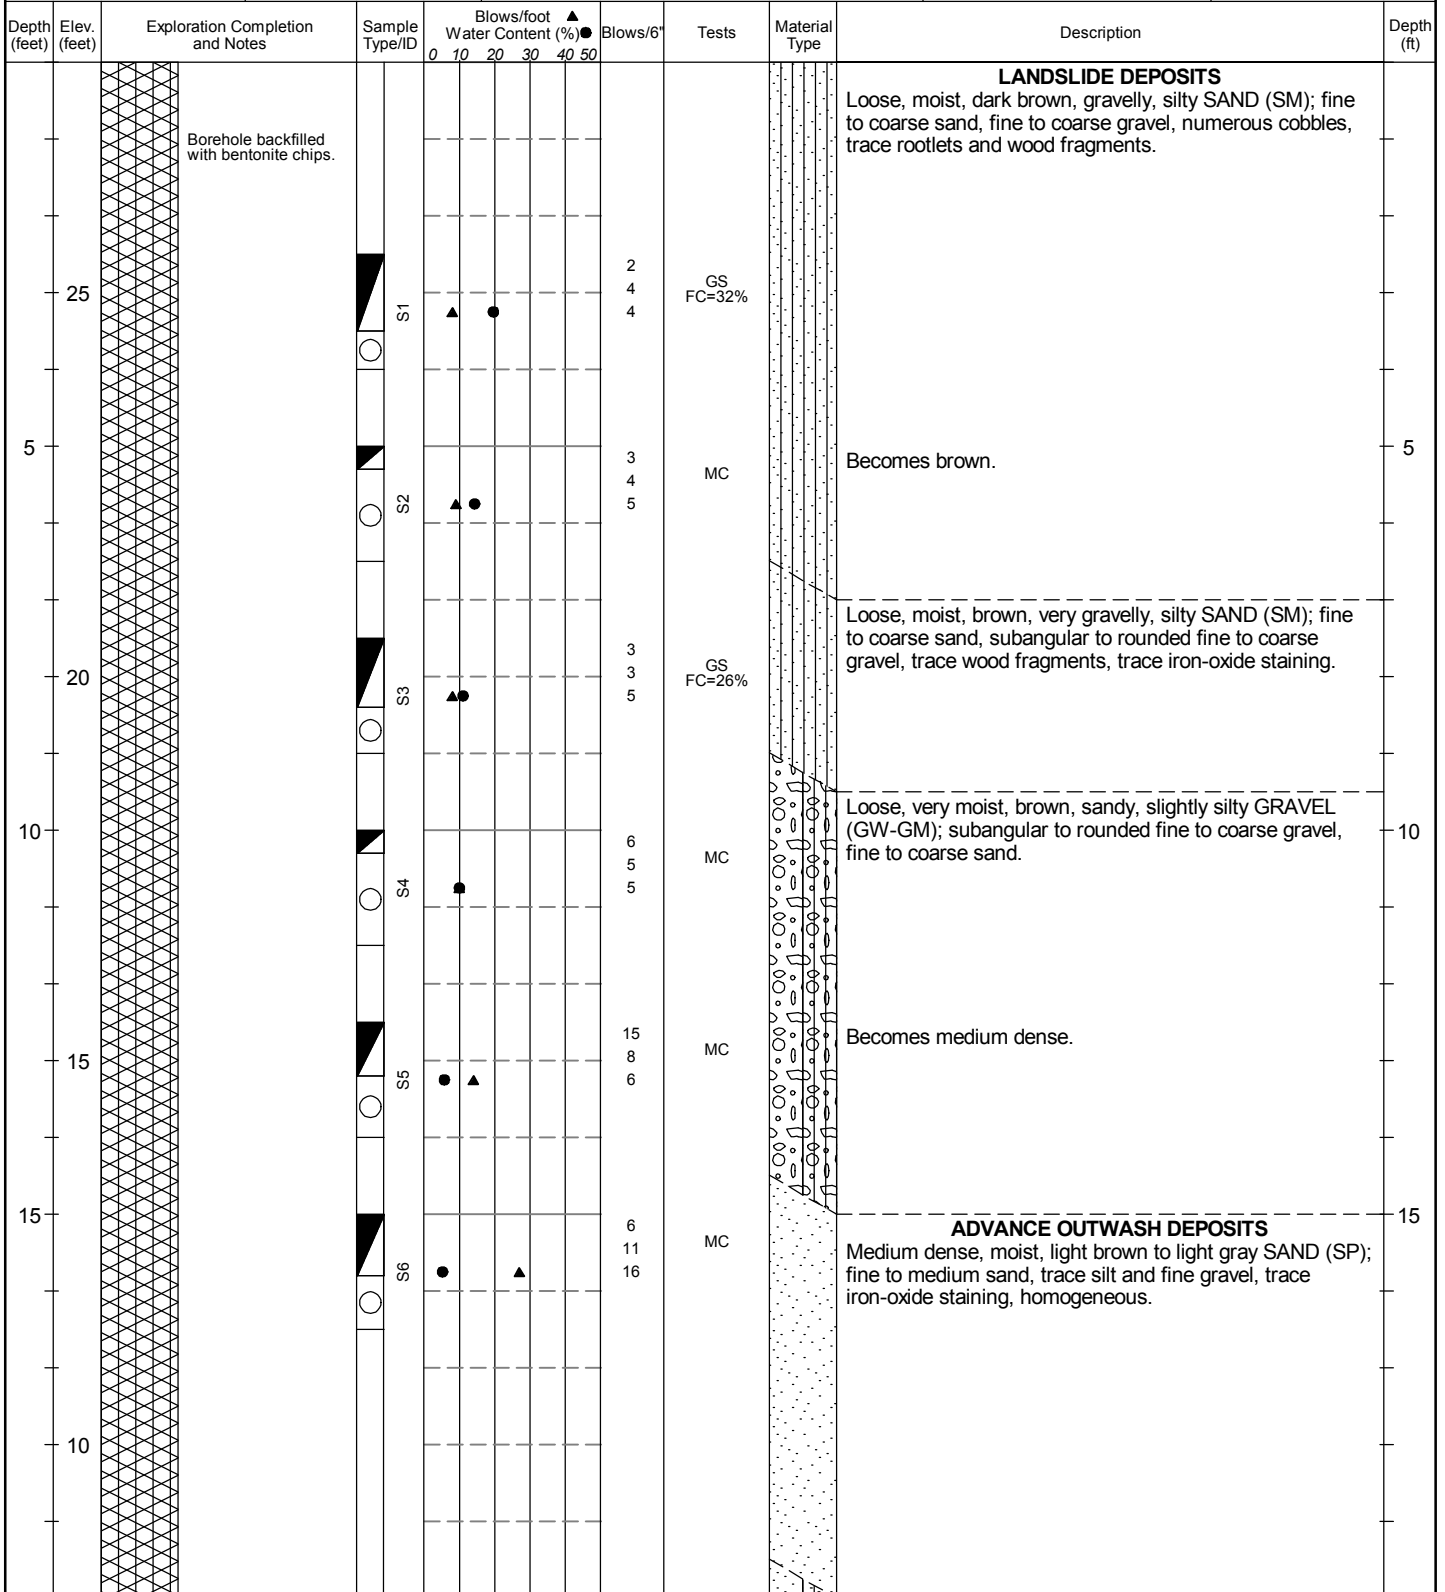 Depth
(feet)
Elev.
(feet)
Exploration Completion
and Notes
Sample
Type/ID
Blows/foot ▲
Water Content (%)●
0 10 20 30 40 50
Blows/6"
Tests
Material
Type
Description
Depth
(ft)
LANDSLIDE DEPOSITS
Loose, moist, dark brown, gravelly, silty SAND (SM); fine
to coarse sand, fine to coarse gravel, numerous cobbles,
trace rootlets and wood fragments.
Borehole backfilled
with bentonite chips.
25
S1
2
4
4
GS
FC=32%
5
S2
3
4
5
MC
Becomes brown.
5
Loose, moist, brown, very gravelly, silty SAND (SM); fine
to coarse sand, subangular to rounded fine to coarse
gravel, trace wood fragments, trace iron-oxide staining.
20
S3
3
3
5
GS
FC=26%
Loose, very moist, brown, sandy, slightly silty GRAVEL
(GW-GM); subangular to rounded fine to coarse gravel,
fine to coarse sand.
10
S4
6
5
5
MC
10
15
S5
15
8
6
MC
Becomes medium dense.
15
S6
6
11
16
MC
ADVANCE OUTWASH DEPOSITS
Medium dense, moist, light brown to light gray SAND (SP);
fine to medium sand, trace silt and fine gravel, trace
iron-oxide staining, homogeneous.
15
10